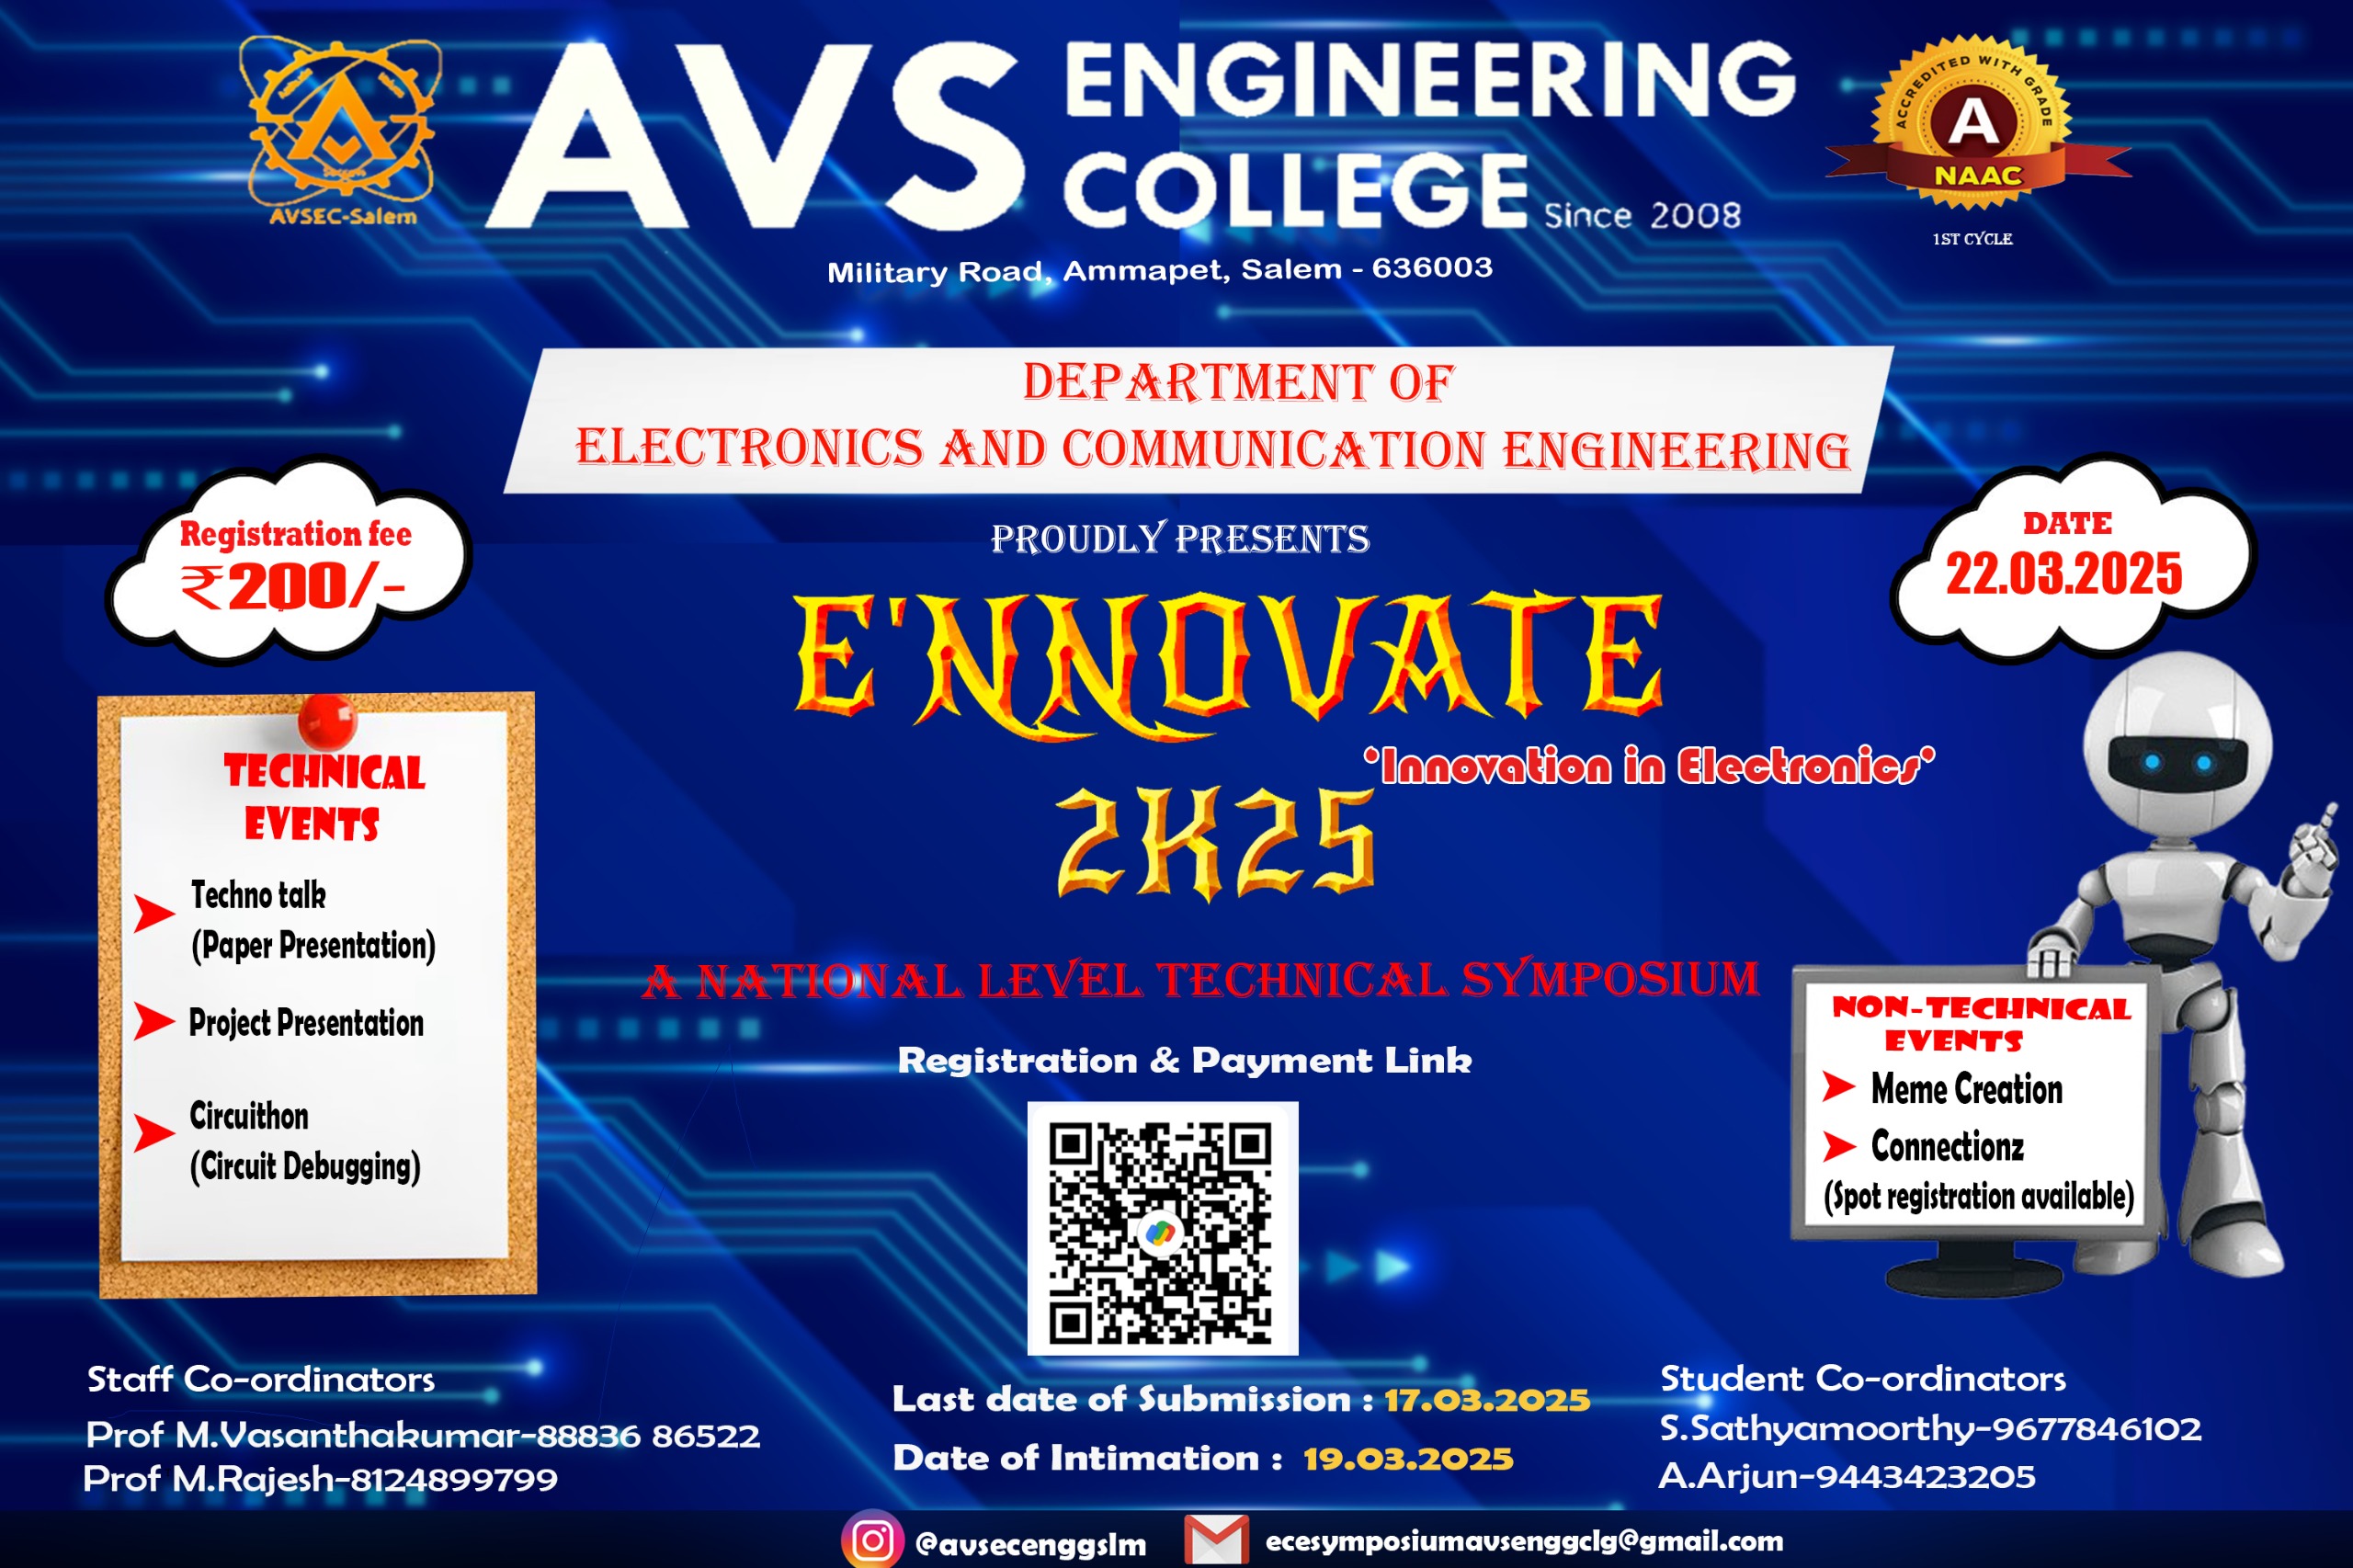 AVSEC-Salem
AVS ENGINEERING
COLLEGE Since 2008
Military Road, Ammapet, Salem - 636003
ACCREDITED WITH GRADE
A
NAAC
1ST CYCLE
DEPARTMENT OF
ELECTRONICS AND COMMUNICATION ENGINEERING
PROUDLY PRESENTS
Registration fee
₹200/-
DATE
22.03.2025
E'NNOVATE
'Innovation in Electronics'
2K25
A NATIONAL LEVEL TECHNICAL SYMPOSIUM
TECHNICAL
EVENTS
Techno talk
(Paper Presentation)
Project Presentation
Circuithon
(Circuit Debugging)
Registration & Payment Link
NON-TECHNICAL
EVENTS
Meme Creation
Connectionz
(Spot registration available)
Staff Co-ordinators
Prof M.Vasanthakumar-88836 86522
Prof M.Rajesh-8124899799
Last date of Submission : 17.03.2025
Date of Intimation : 19.03.2025
Student Co-ordinators
S.Sathyamoorthy-9677846102
A.Arjun-9443423205
@avsecenggslm
ecesymposiumavsenggclg@gmail.com